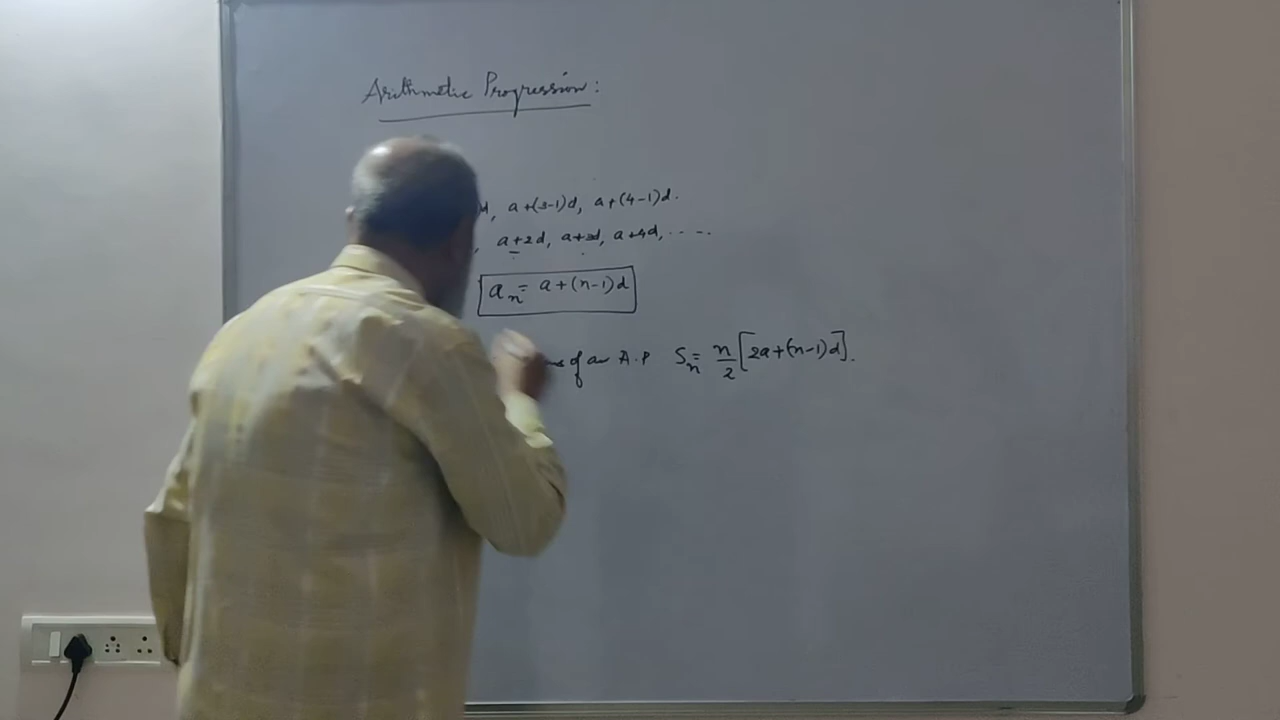 Arithmetic Progression:
d, a+(3-1)d, a+(4-1)d.
, a+2d, a+3d, a+4d, .....
aₙ = a+(n-1)d
of an A.P Sₙ = n/2 [2a+(n-1)d].